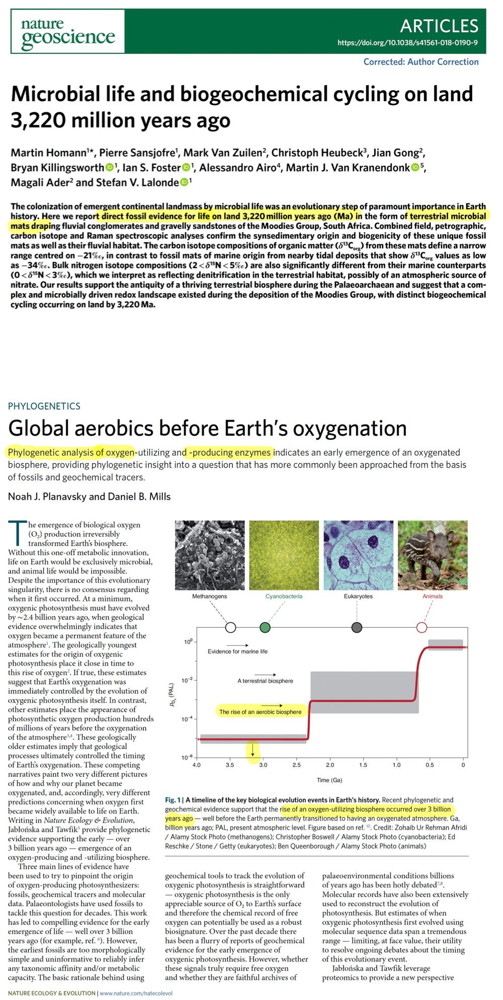 nature
geoscience
ARTICLES
https://doi.org/10.1038/s41561-018-0190-9
Corrected: Author Correction
Microbial life and biogeochemical cycling on land
3,220 million years ago
Martin Homann1*, Pierre Sansjofre1, Mark Van Zuilen2, Christoph Heubeck3, Jian Gong2,
Bryan Killingsworth iD 1, Ian S. Foster iD 1, Alessandro Airo4, Martin J. Van Kranendonk iD 5,
Magali Ader2 and Stefan V. Lalonde iD 1
The colonization of emergent continental landmass by microbial life was an evolutionary step of paramount importance in Earth
history. Here we report direct fossil evidence for life on land 3,220 million years ago (Ma) in the form of terrestrial microbial
mats draping fluvial conglomerates and gravelly sandstones of the Moodies Group, South Africa. Combined field, petrographic,
carbon isotope and Raman spectroscopic analyses confirm the synsedimentary origin and biogenicity of these unique fossil
mats as well as their fluvial habitat. The carbon isotope compositions of organic matter (δ13Corg) from these mats define a narrow
range centred on −21‰, in contrast to fossil mats of marine origin from nearby tidal deposits that show δ13Corg values as low
as −34‰. Bulk nitrogen isotope compositions (2 < δ15N < 5‰) are also significantly different from their marine counterparts
(0 < δ15N < 3‰), which we interpret as reflecting denitrification in the terrestrial habitat, possibly of an atmospheric source of
nitrate. Our results support the antiquity of a thriving terrestrial biosphere during the Palaeoarchaean and suggest that a com-
plex and microbially driven redox landscape existed during the deposition of the Moodies Group, with distinct biogeochemical
cycling occurring on land by 3,220 Ma.
PHYLOGENETICS
Global aerobics before Earth's oxygenation
Phylogenetic analysis of oxygen-utilizing and -producing enzymes indicates an early emergence of an oxygenated
biosphere, providing phylogenetic insight into a question that has more commonly been approached from the basis
of fossils and geochemical tracers.
Noah J. Planavsky and Daniel B. Mills
The emergence of biological oxygen
(O2) production irreversibly
transformed Earth's biosphere.
Without this one-off metabolic innovation,
life on Earth would be exclusively microbial,
and animal life would be impossible.
Despite the importance of this evolutionary
singularity, there is no consensus regarding
when it first occurred. At a minimum,
oxygenic photosynthesis must have evolved
by ~2.4 billion years ago, when geological
evidence overwhelmingly indicates that
oxygen became a permanent feature of the
atmosphere1. The geologically youngest
estimates for the origin of oxygenic
photosynthesis place it close in time to
this rise of oxygen2. If true, these estimates
suggest that Earth's oxygenation was
immediately controlled by the evolution of
oxygenic photosynthesis itself. In contrast,
other estimates place the appearance of
photosynthetic oxygen production hundreds
of millions of years before the oxygenation
of the atmosphere3,4. These geologically
older estimates imply that geological
processes ultimately controlled the timing
of Earth's oxygenation. These competing
narratives paint two very different pictures
of how and why our planet became
oxygenated, and, accordingly, very different
predictions concerning when oxygen first
became widely available to life on Earth.
Writing in Nature Ecology & Evolution,
Jabłońska and Tawfik5 provide phylogenetic
evidence supporting the early — over
3 billion years ago — emergence of an
oxygen-producing and -utilizing biosphere.
Three main lines of evidence have
been used to try to pinpoint the origin
of oxygen-producing photosynthesizers:
fossils, geochemical tracers and molecular
data. Palaeontologists have used fossils to
tackle this question for decades. This work
has led to compelling evidence for the early
emergence of life — well over 3 billion
years ago (for example, ref. 6). However,
the earliest fossils are too morphologically
simple and uninformative to reliably infer
any taxonomic affinity and/or metabolic
capacity. The basic rationale behind using
Methanogens
Cyanobacteria
Eukaryotes
Animals
pO2 (PAL)
10^0
10^−2
10^−4
10^−6
Evidence for marine life
A terrestrial biosphere
The rise of an aerobic biosphere
4.0 3.5 3.0 2.5 2.0 1.5 1.0 0.5 0
Time (Ga)
Fig. 1 | A timeline of the key biological evolution events in Earth's history. Recent phylogenetic and
geochemical evidence support that the rise of an oxygen-utilizing biosphere occurred over 3 billion
years ago — well before the Earth permanently transitioned to having an oxygenated atmosphere. Ga,
billion years ago; PAL, present atmospheric level. Figure based on ref. 10. Credit: Zohaib Ur Rehman Afridi
/ Alamy Stock Photo (methanogens); Christopher Boswell / Alamy Stock Photo (cyanobacteria); Ed
Reschke / Stone / Getty (eukaryotes); Ben Queenborough / Alamy Stock Photo (animals)
geochemical tools to track the evolution of
oxygenic photosynthesis is straightforward
— oxygenic photosynthesis is the only
appreciable source of O2 to Earth's surface
and therefore the chemical record of free
oxygen can potentially be used as a robust
biosignature. Over the past decade there
has been a flurry of reports of geochemical
evidence for the early emergence of
oxygenic photosynthesis. However, whether
these signals truly require free oxygen
and whether they are faithful archives of
palaeoenvironmental conditions billions
of years ago has been hotly debated7,8.
Molecular records have also been extensively
used to reconstruct the evolution of
photosynthesis. But estimates of when
oxygenic photosynthesis first evolved using
molecular sequence data span a tremendous
range — limiting, at face value, their utility
to resolve ongoing debates about the timing
of this evolutionary event.
Jabłońska and Tawfik leverage
proteomics to provide a new perspective
NATURE ECOLOGY & EVOLUTION | www.nature.com/natecolevol